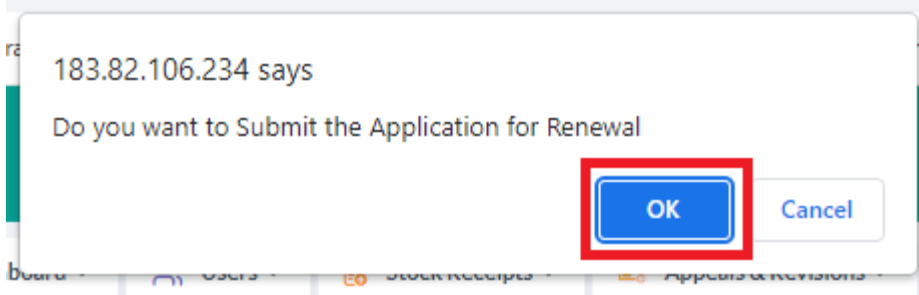 183.82.106.234 says
Do you want to Submit the Application for Renewal
OK
Cancel
Users
Stock Receipts
Appeals & Revisions